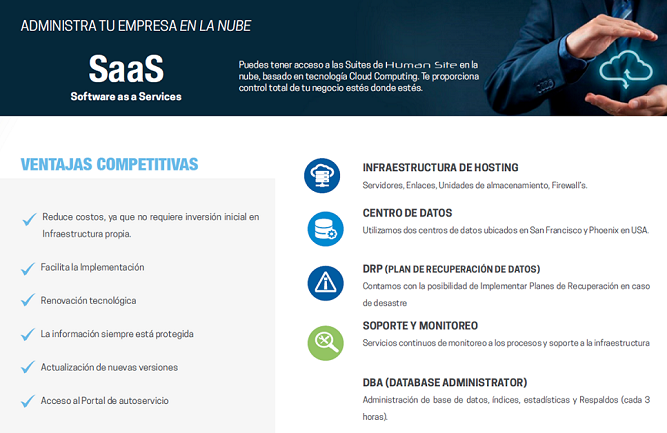 ADMINISTRA TU EMPRESA EN LA NUBE
SaaS
Software as a Services
Puedes tener acceso a las Suites de Human Site en la
nube, basado en tecnología Cloud Computing. Te proporciona
control total de tu negocio estés donde estés.
VENTAJAS COMPETITIVAS
Reduce costos, ya que no requiere inversión inicial en
Infraestructura propia.
Facilita la Implementación
Renovación tecnológica
La información siempre está protegida
Actualización de nuevas versiones
Acceso al Portal de autoservicio
INFRAESTRUCTURA DE HOSTING
Servidores, Enlaces, Unidades de almacenamiento, Firewall's.
CENTRO DE DATOS
Utilizamos dos centros de datos ubicados en San Francisco y Phoenix en USA.
DRP (PLAN DE RECUPERACIÓN DE DATOS)
Contamos con la posibilidad de Implementar Planes de Recuperación en caso
de desastre
SOPORTE Y MONITOREO
Servicios continuos de monitoreo a los procesos y soporte a la infraestructura
DBA (DATABASE ADMINISTRATOR)
Administración de base de datos, índices, estadísticas y Respaldos (cada 3
horas).